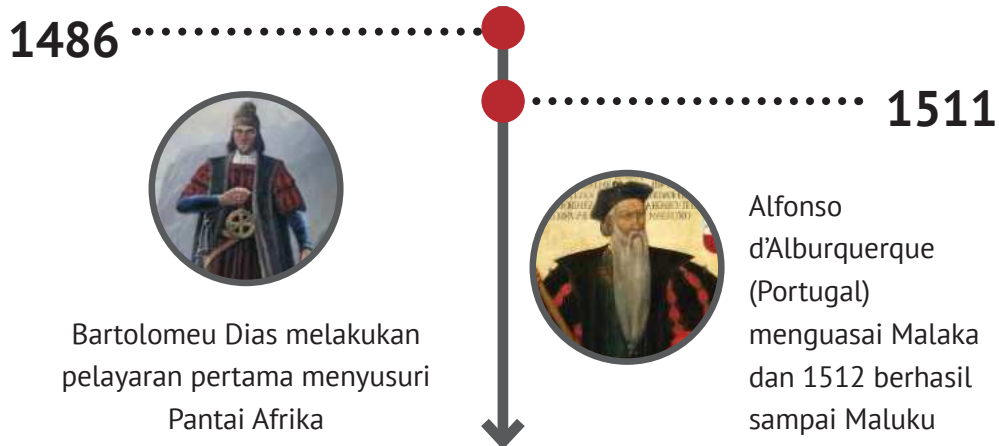 1486
Bartolomeu Dias melakukan
pelayaran pertama menyusuri
Pantai Afrika
1511
Alfonso
d’Alburquerque
(Portugal)
menguasai Malaka
dan 1512 berhasil
sampai Maluku